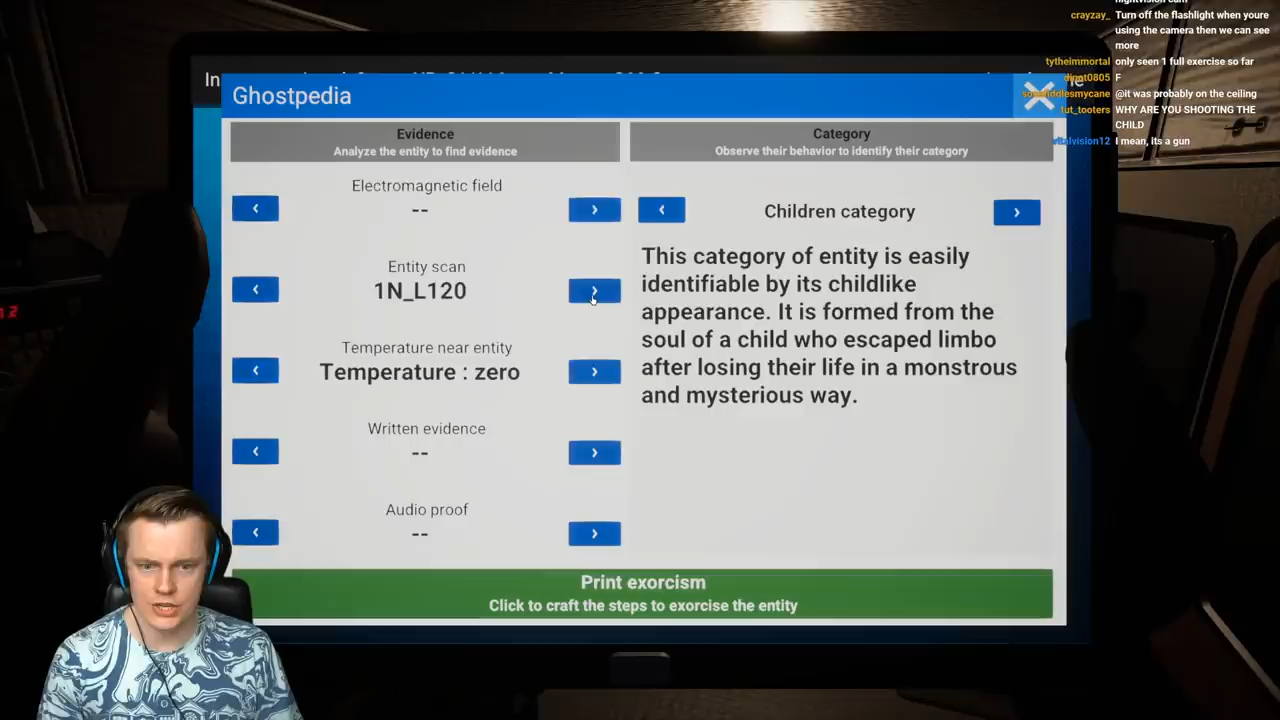 crayzay_ Turn off the flashlight when youre
using the camera then we can see
more
tytheimmortal only seen 1 full exercise so far
F
@it was probably on the ceiling
tut_tooters WHY ARE YOU SHOOTING THE
CHILD
vitalvision12 I mean, its a gun
Ghostpedia
Evidence
Analyze the entity to find evidence
Electromagnetic field
--
Entity scan
1N_L120
Temperature near entity
Temperature : zero
Written evidence
--
Audio proof
--
Category
Observe their behavior to identify their category
Children category
This category of entity is easily
identifiable by its childlike
appearance. It is formed from the
soul of a child who escaped limbo
after losing their life in a monstrous
and mysterious way.
Print exorcism
Click to craft the steps to exorcise the entity